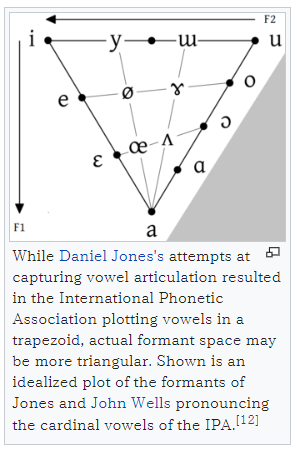 F2
i y ɯ u
e ø ɤ o
ɛ œ ʌ ɔ
ɑ
a
F1
While Daniel Jones's attempts at
capturing vowel articulation resulted
in the International Phonetic
Association plotting vowels in a
trapezoid, actual formant space may
be more triangular. Shown is an
idealized plot of the formants of
Jones and John Wells pronouncing
the cardinal vowels of the IPA.[12]